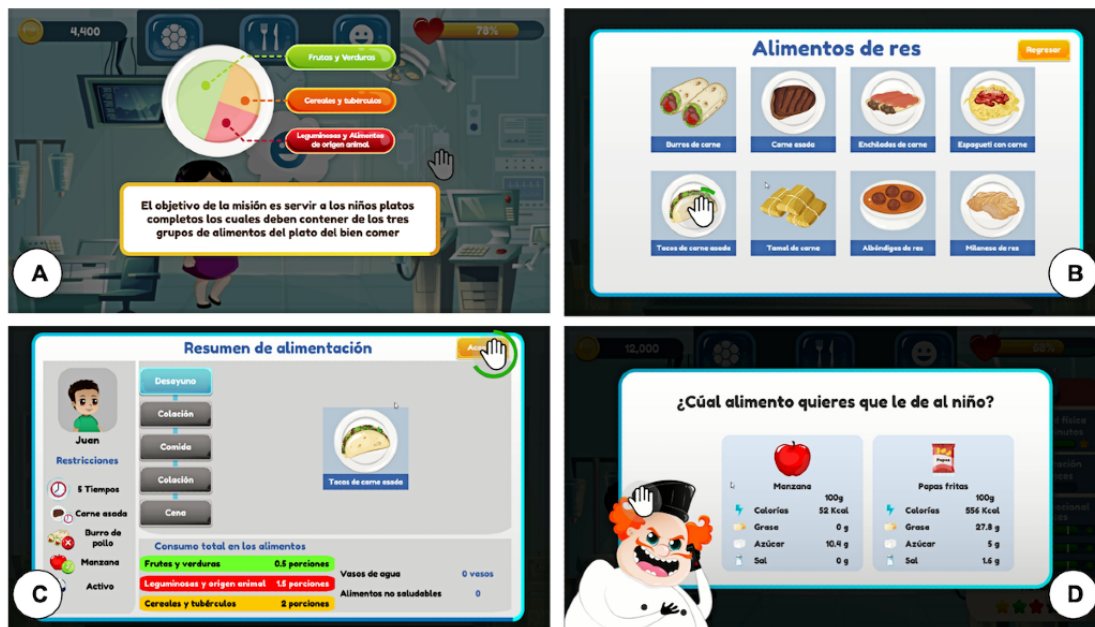 4,400
78%
Frutas y Verduras
Cereales y tubérculos
Leguminosas y Alimentos
de origen animal
El objetivo de la misión es servir a los niños platos
completos los cuales deben contener de los tres
grupos de alimentos del plato del bien comer
A
Alimentos de res
Regresar
Burros de carne
Carne asada
Enchiladas de carne
Espagueti con carne
Tacos de carne asada
Tamal de carne
Albóndigas de res
Milanesa de res
B
Resumen de alimentación
Juan
Restricciones
5 Tiempos
Carne asada
Burro de
pollo
Manzana
Activo
Desayuno
Colación
Comida
Colación
Cena
Tacos de carne asada
Consumo total en los alimentos
Frutas y verduras 0.5 porciones
Leguminosas y origen animal 1.5 porciones
Cereales y tubérculos 2 porciones
Vasos de agua 0 vasos
Alimentos no saludables 0
C
12,000
¿Cúal alimento quieres que le de al niño?
Manzana
100g
Calorías 52 Kcal
Grasa 0 g
Azúcar 10.4 g
Sal 0 g
Papas
Papas fritas
100g
Calorías 556 Kcal
Grasa 27.8 g
Azúcar 5 g
Sal 1.6 g
D